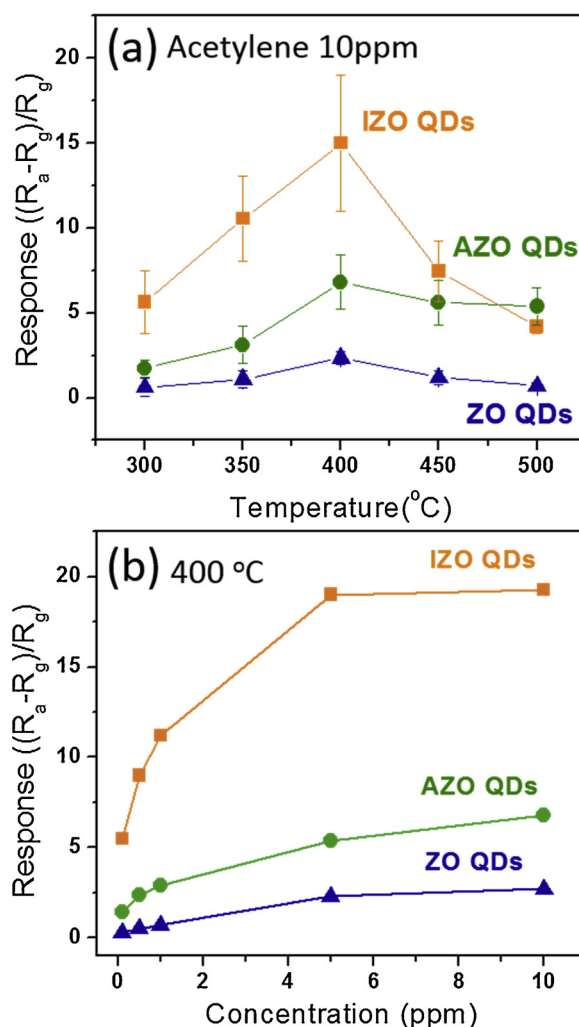 (a) Acetylene 10ppm
20
15
10
5
0
Response ((Ra-Rg)/Rg)
IZO QDs
AZO QDs
ZO QDs
300 350 400 450 500
Temperature(oC)
(b) 400 oC
20
15
10
5
0
Response ((Ra-Rg)/Rg)
IZO QDs
AZO QDs
ZO QDs
0 2 4 6 8 10
Concentration (ppm)